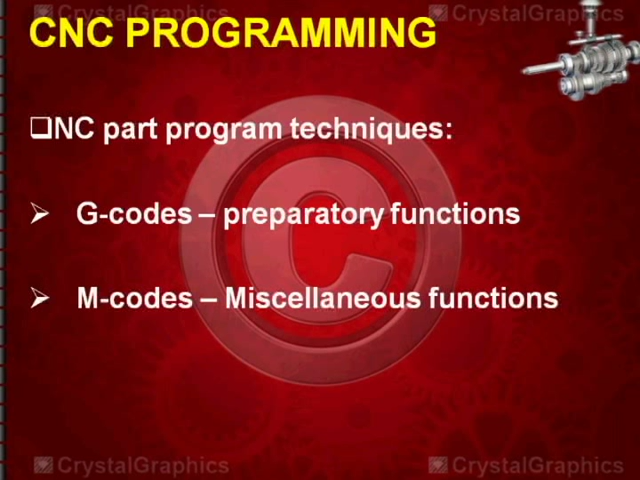 CrystalGraphics CrystalGraphics
CNC PROGRAMMING
❑NC part program techniques:
➢ G-codes – preparatory functions
➢ M-codes – Miscellaneous functions
©
CrystalGraphics CrystalGraphics